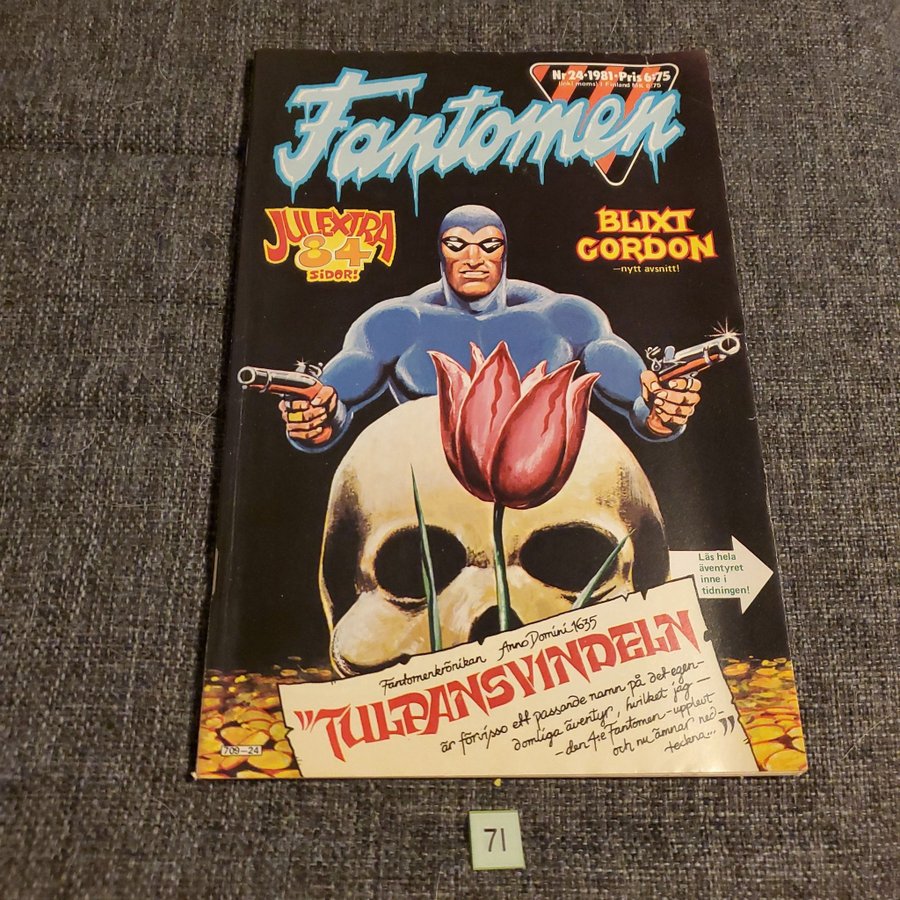 Nr 24 • 1981 • Pris 6:75
(inkl moms) I Finland MK 6:75
Fantomen
JULEXTRA
84
SiDOR!
BLIXT
GORDON
—nytt avsnitt!
Läs hela
äventyret
inne i
tidningen!
Fantomenkrönikan Anno Domini 1635
"TULPANSVINDELN
är förvisso ett passande namn på det egen-
domliga äventyr, hvilket jag —
- den 4:e Fantomen - upplevt
och nu ämnar ned-
teckna..."
709—24
71